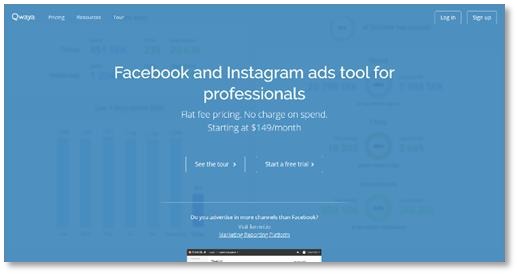 Qwaya Pricing Resources Tour Log in Sign up
Facebook and Instagram ads tool for
professionals
Flat fee pricing. No charge on spend.
Starting at $149/month
See the tour > Start a free trial >
Do you advertise in more channels than Facebook?
Visit
Marketing Reporting Platform